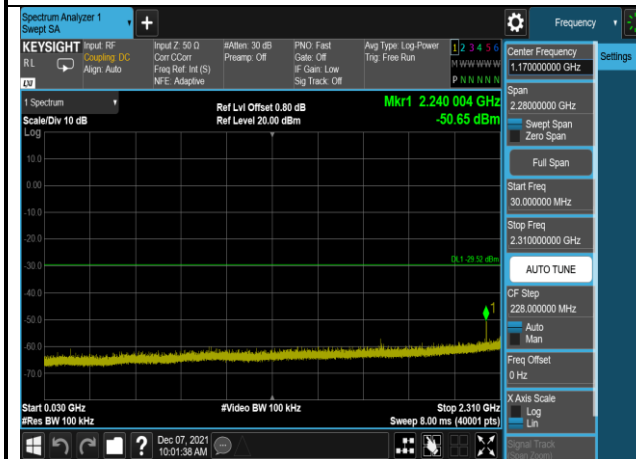 Spectrum Analyzer 1
Swept SA
+
Frequency
KEYSIGHT
RL
LXI
Input: RF
Coupling: DC
Align: Auto
Input Z: 50 Ω
Corr CCorr
Freq Ref: Int (S)
NFE: Adaptive
#Atten: 30 dB
Preamp: Off
PNO: Fast
Gate: Off
IF Gain: Low
Sig Track: Off
Avg Type: Log-Power
Trig: Free Run
1 2 3 4 5 6
M W W W W W
P N N N N N
Settings
1 Spectrum
Scale/Div 10 dB
Ref Lvl Offset 0.80 dB
Ref Level 20.00 dBm
Mkr1 2.240 004 GHz
-50.65 dBm
Log
10.0
0.00
-10.0
-20.0
-30.0
-40.0
-50.0
-60.0
-70.0
DL1 -29.52 dBm
1
Start 0.030 GHz
#Res BW 100 kHz
#Video BW 100 kHz
Stop 2.310 GHz
Sweep 8.00 ms (40001 pts)
Center Frequency
1.170000000 GHz
Span
2.28000000 GHz
Swept Span
Zero Span
Full Span
Start Freq
30.000000 MHz
Stop Freq
2.310000000 GHz
AUTO TUNE
CF Step
228.000000 MHz
Auto
Man
Freq Offset
0 Hz
X Axis Scale
Log
Lin
Signal Track
(Span Zoom)
?
Dec 07, 2021
10:01:38 AM